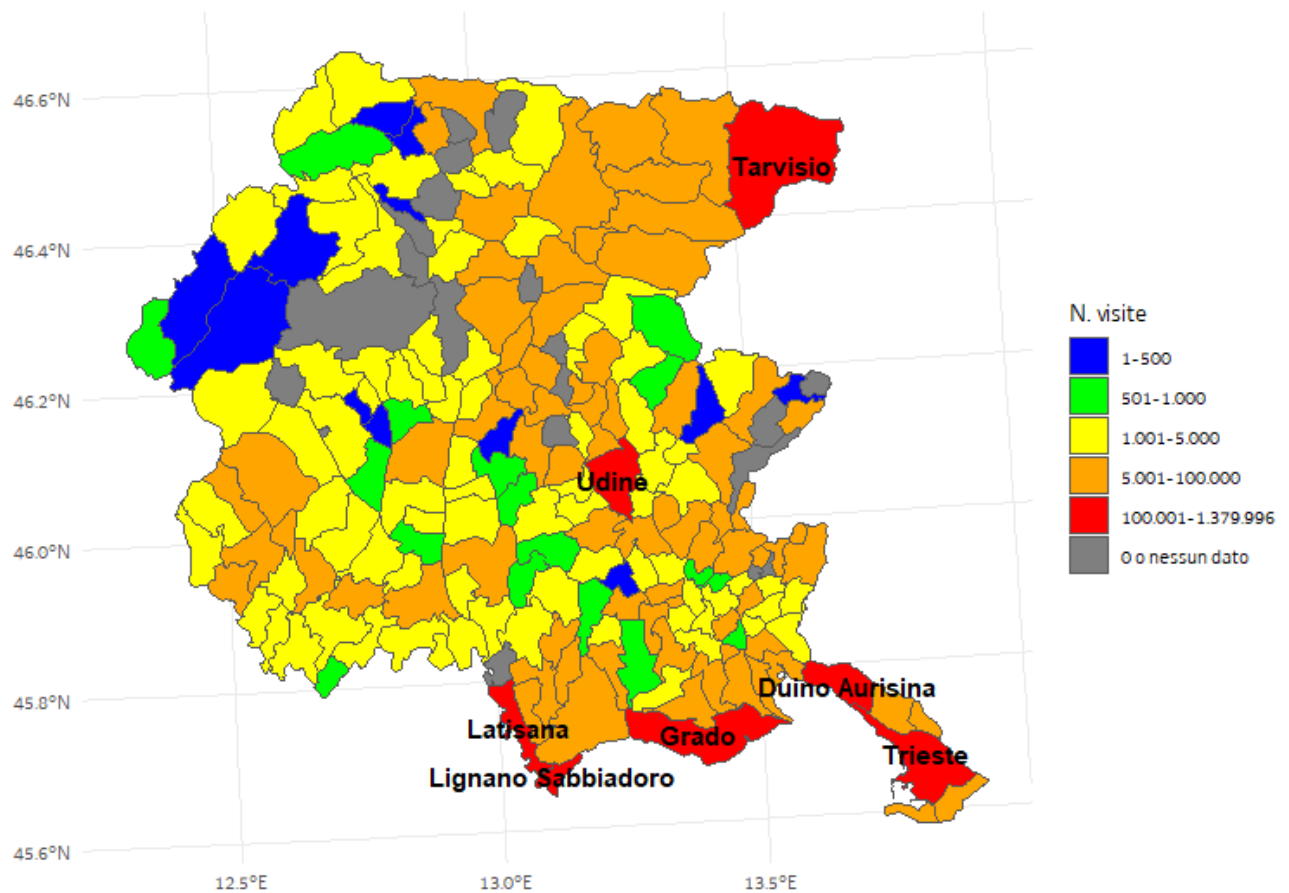 46.6°N
Tarvisio
46.4°N
46.2°N
Udine
46.0°N
45.8°N
Duino Aurisina
Latisana
Grado
Trieste
Lignano Sabbiadoro
45.6°N
12.5°E
13.0°E
13.5°E
N. visite
1-500
501-1.000
1.001-5.000
5.001-100.000
100.001-1.379.996
0 o nessun dato